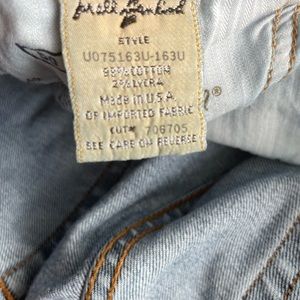 STYLE
U075163U-163U
98%COTTON
2%LYCRA
MADE IN U.S.A.
OF IMPORTED FABRIC
CUT# 706705
SEE CARE ON REVERSE